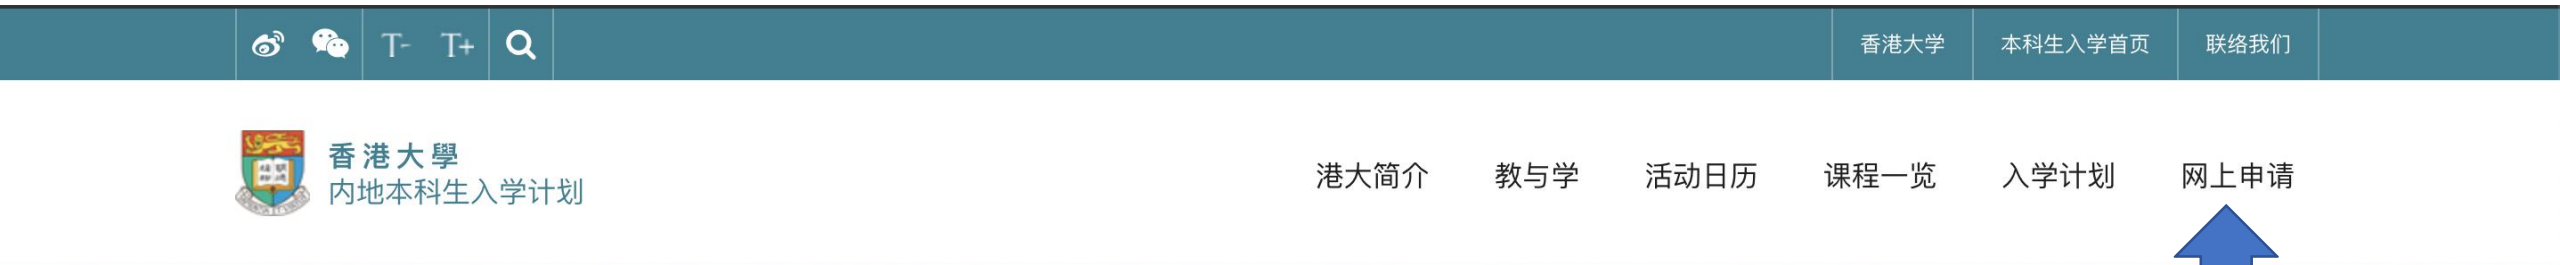 T- T+
香港大学 本科生入学首页 联络我们
香港大學
内地本科生入学计划
港大简介 教与学 活动日历 课程一览 入学计划 网上申请